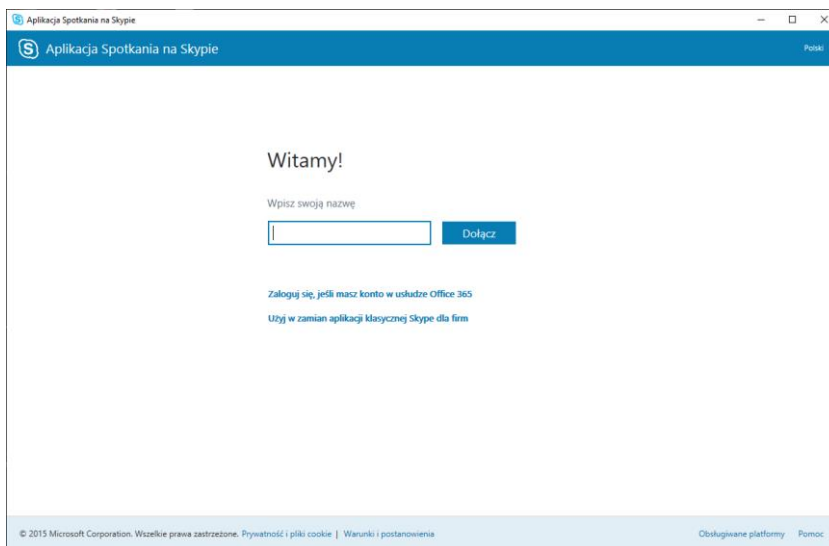 Aplikacja Spotkania na Skypie
Aplikacja Spotkania na Skypie
Polski
Witamy!
Wpisz swoją nazwę
Dołącz
Zaloguj się, jeśli masz konto w usłudze Office 365
Użyj w zamian aplikacji klasycznej Skype dla firm
© 2015 Microsoft Corporation. Wszelkie prawa zastrzeżone. Prywatność i pliki cookie | Warunki i postanowienia
Obsługiwane platformy Pomoc